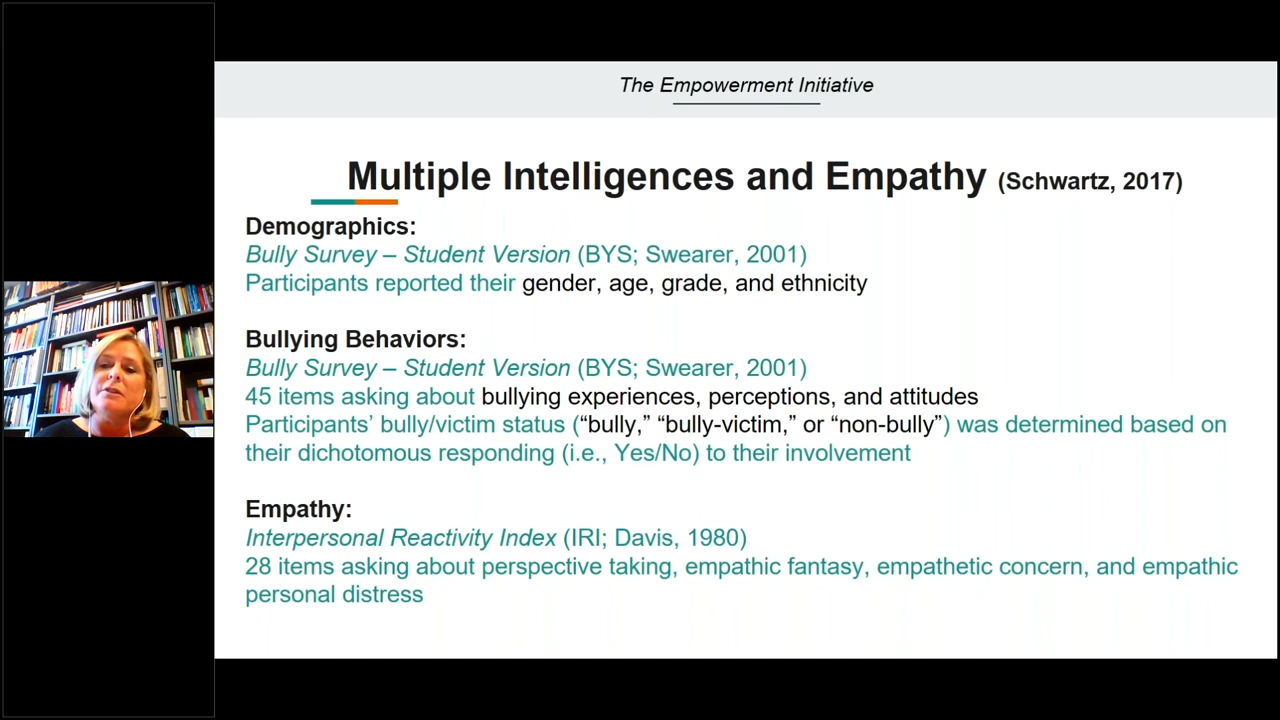 The Empowerment Initiative
Multiple Intelligences and Empathy (Schwartz, 2017)
Demographics:
Bully Survey – Student Version (BYS; Swearer, 2001)
Participants reported their gender, age, grade, and ethnicity
Bullying Behaviors:
Bully Survey – Student Version (BYS; Swearer, 2001)
45 items asking about bullying experiences, perceptions, and attitudes
Participants’ bully/victim status (“bully,” “bully-victim,” or “non-bully”) was determined based on
their dichotomous responding (i.e., Yes/No) to their involvement
Empathy:
Interpersonal Reactivity Index (IRI; Davis, 1980)
28 items asking about perspective taking, empathic fantasy, empathetic concern, and empathic
personal distress